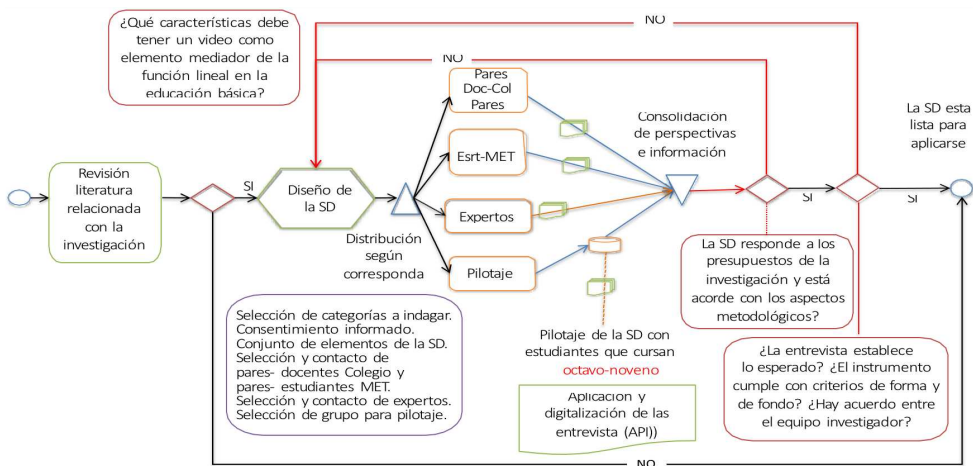 ¿Qué características debe
tener un video como
elemento mediador de la
función lineal en la
educación básica?
NO
NO
Pares
Doc-Col
Pares
Consolidación
de perspectivas
e información
La SD esta
lista para
aplicarse
Revisión
literatura
relacionada
con la
investigación
SI
Diseño de
la SD
Esrt-MET
Expertos
Pilotaje
SI
SI
Distribución
según
corresponda
La SD responde a los
presupuestos de la
investigación y está
acorde con los aspectos
metodológicos?
Selección de categorías a indagar.
Consentimiento informado.
Conjunto de elementos de la SD.
Selección y contacto de
pares- docentes Colegio y
pares- estudiantes MET.
Selección y contacto de expertos.
Selección de grupo para pilotaje.
Pilotaje de la SD con
estudiantes que cursan
octavo-noveno
¿La entrevista establece
lo esperado? ¿El instrumento
cumple con criterios de forma y
de fondo? ¿Hay acuerdo entre
el equipo investigador?
Aplicación y
digitalización de las
entrevista (API))
NO